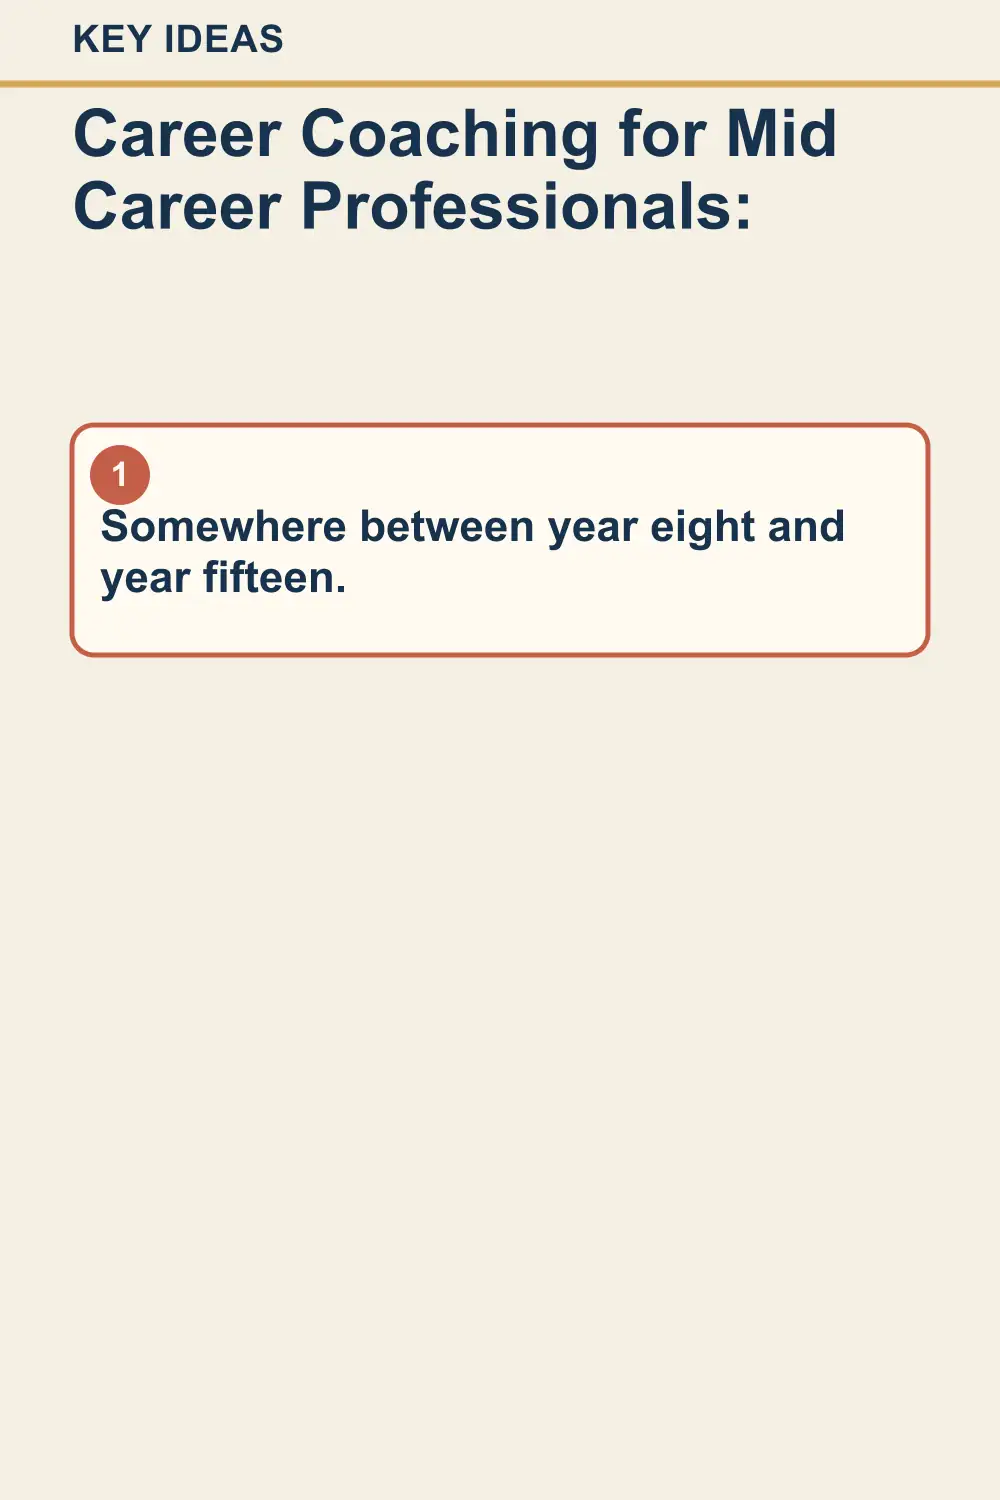 KEY IDEAS
Career Coaching for Mid
Career Professionals:
1
Somewhere between year eight and
year fifteen.